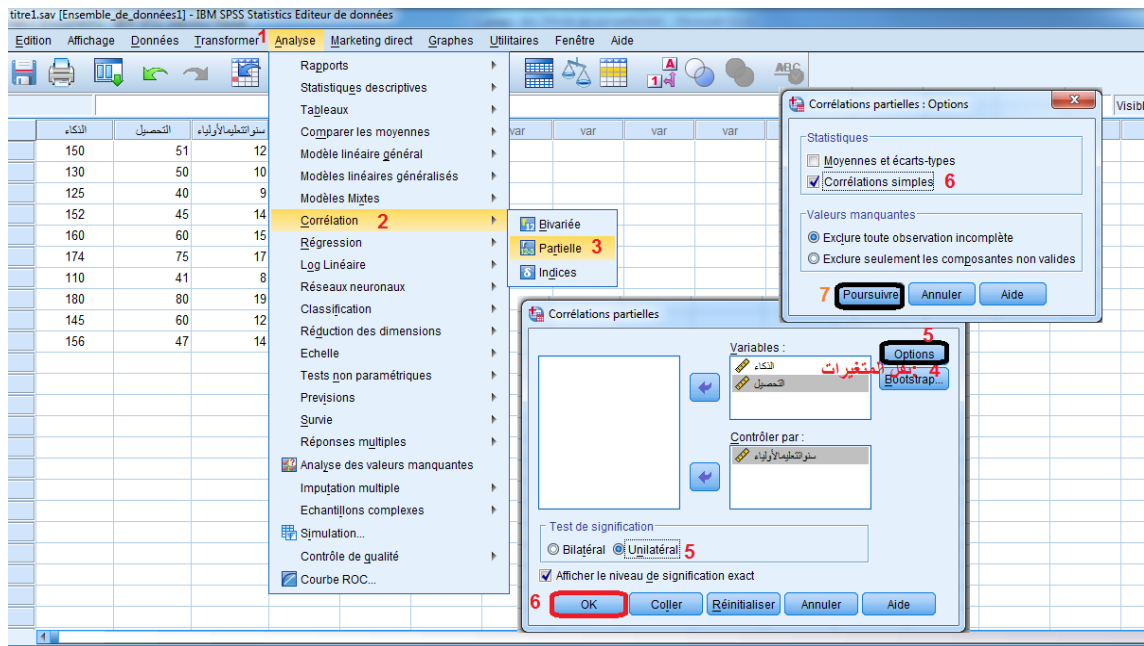 titre1.sav [Ensemble_de_données1] - IBM SPSS Statistics Editeur de données
Edition Affichage Données Transformer 1 Analyse Marketing direct Graphes Utilitaires Fenêtre Aide
Visibl
الذكاء التحصيل سنواتتعليمالأولياء var var var var
150 51 12
130 50 10
125 40 9
152 45 14
160 60 15
174 75 17
110 41 8
180 80 19
145 60 12
156 47 14
Rapports
Statistiques descriptives
Tableaux
Comparer les moyennes
Modèle linéaire général
Modèles linéaires généralisés
Modèles Mixtes
Corrélation 2
Régression
Log Linéaire
Réseaux neuronaux
Classification
Réduction des dimensions
Echelle
Tests non paramétriques
Prévisions
Survie
Réponses multiples
Analyse des valeurs manquantes
Imputation multiple
Echantillons complexes
Simulation...
Contrôle de qualité
Courbe ROC...
Bivariée
Partielle 3
Indices
Corrélations partielles : Options
Statistiques
Moyennes et écarts-types
Corrélations simples 6
Valeurs manquantes
Exclure toute observation incomplète
Exclure seulement les composantes non valides
7 Poursuivre Annuler Aide
Corrélations partielles
Variables :
الذكاء
التحصيل
5
Options
نقل المتغيرات 4
Bootstrap...
Contrôler par :
سنواتتعليمالأولياء
Test de signification
Bilatéral Unilatéral 5
Afficher le niveau de signification exact
6 OK Coller Réinitialiser Annuler Aide